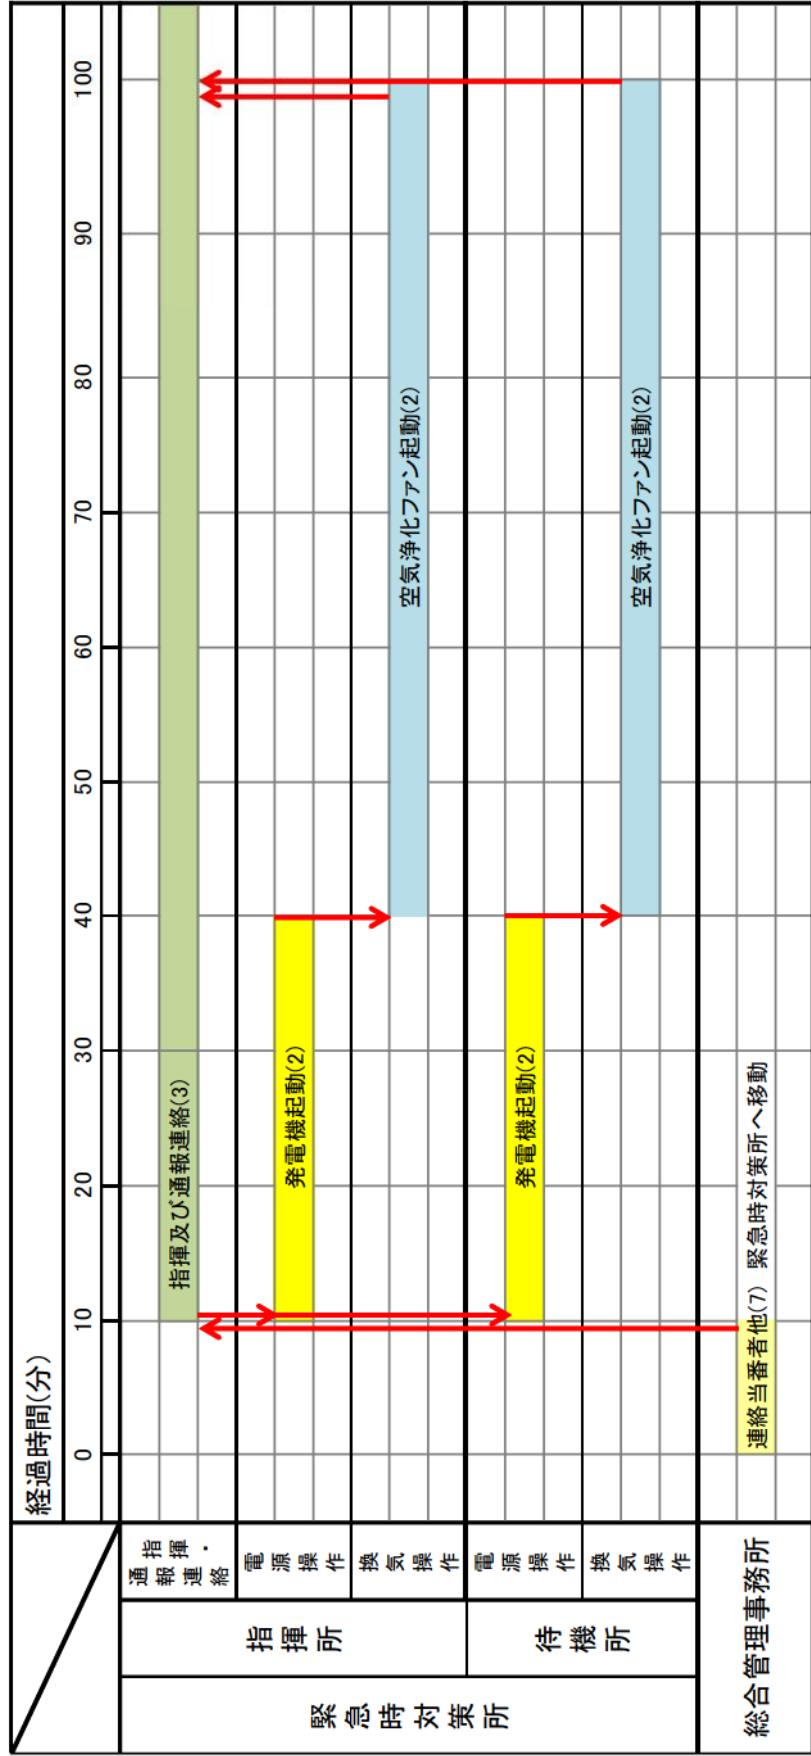 経過時間(分)
0 10 20 30 40 50 60 70 80 90 100
緊急時対策所
指揮所
指揮・
通報連絡
指揮及び通報連絡(3)
電源操作
発電機起動(2)
換気操作
空気浄化ファン起動(2)
待機所
電源操作
発電機起動(2)
換気操作
空気浄化ファン起動(2)
総合管理事務所
連絡当番者他(7) 緊急時対策所へ移動